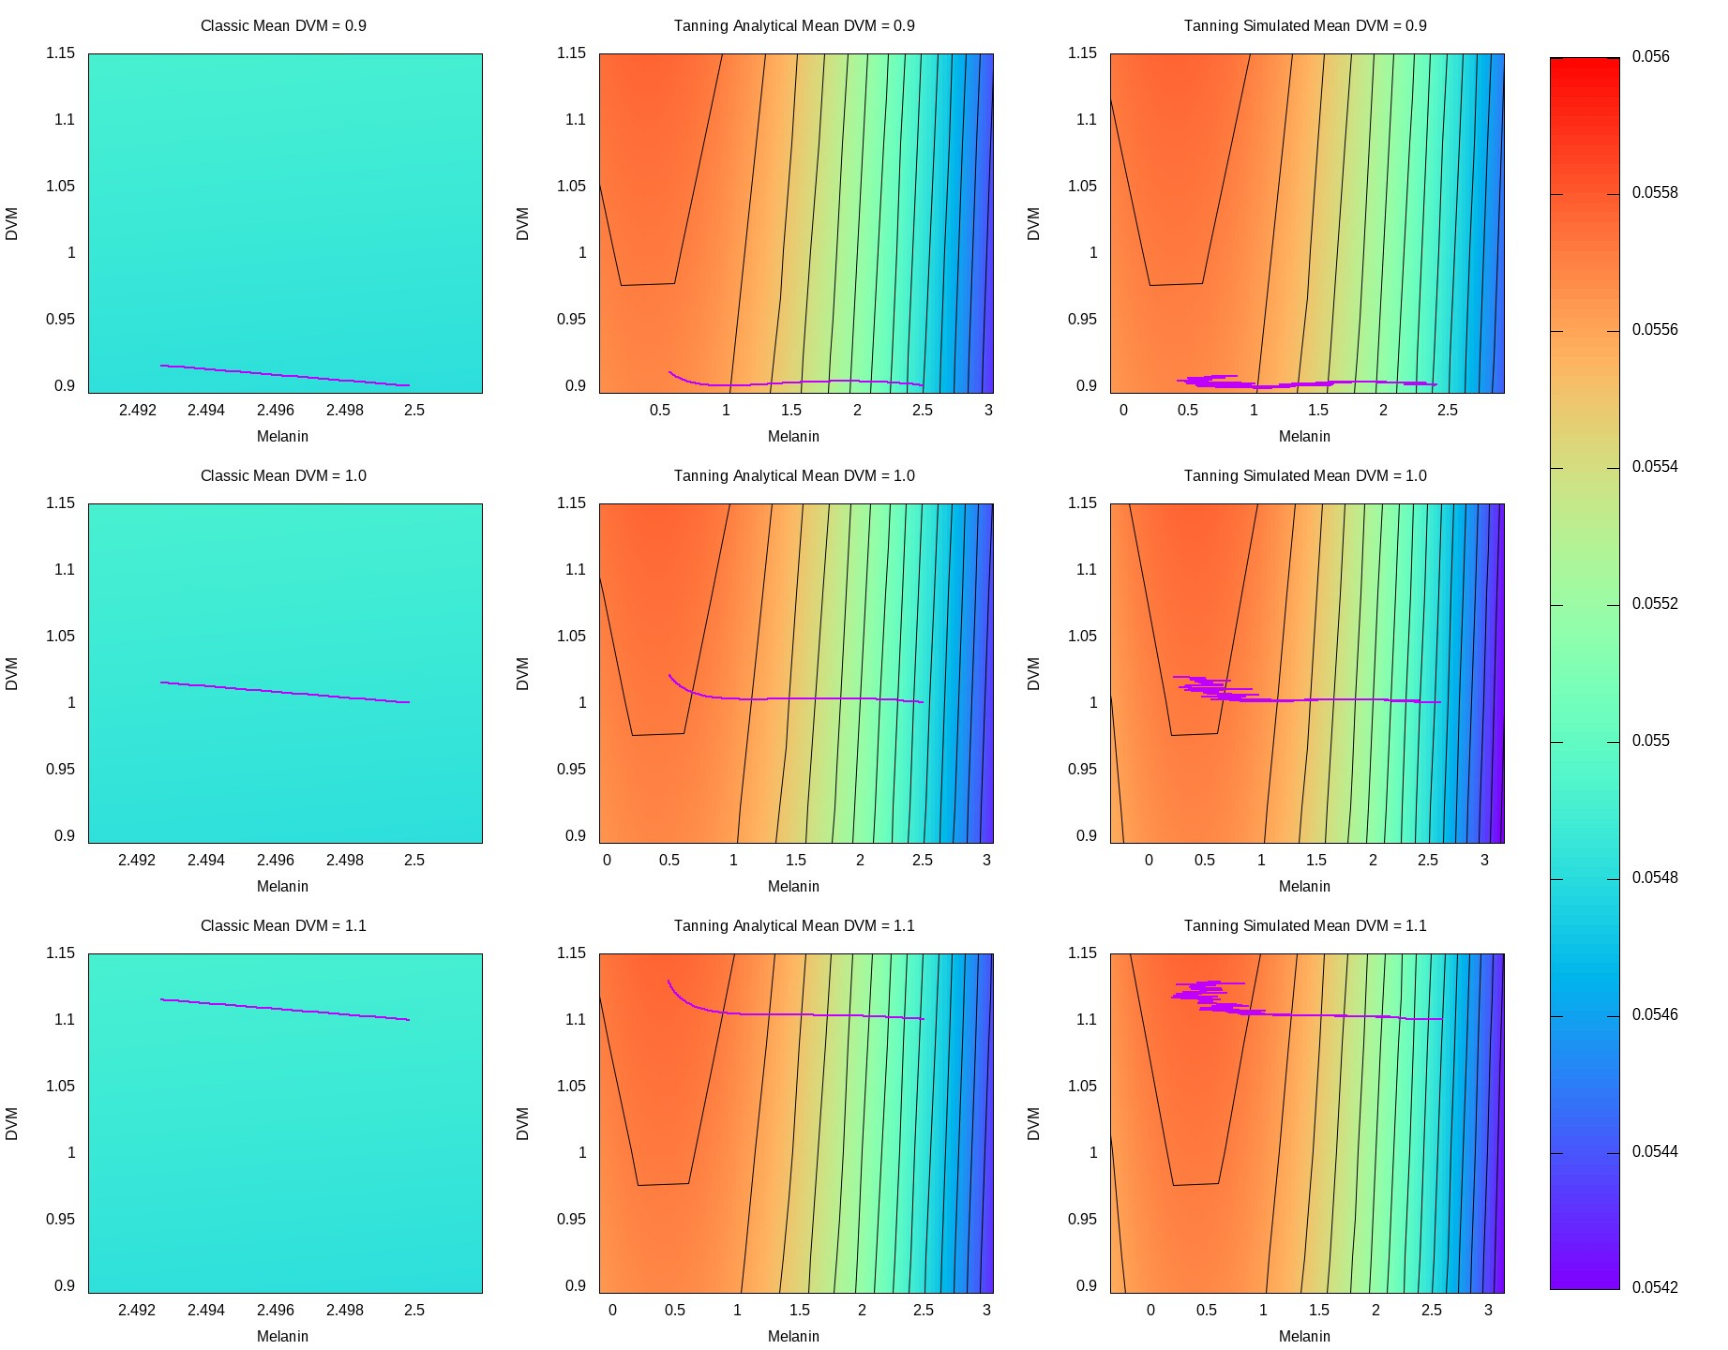 Classic Mean DVM = 0.9
1.15
1.1
1.05
1
0.95
0.9
DVM
2.492 2.494 2.496 2.498 2.5
Melanin
Tanning Analytical Mean DVM = 0.9
1.15
1.1
1.05
1
0.95
0.9
DVM
0.5 1 1.5 2 2.5 3
Melanin
Tanning Simulated Mean DVM = 0.9
1.15
1.1
1.05
1
0.95
0.9
DVM
0 0.5 1 1.5 2 2.5
Melanin
Classic Mean DVM = 1.0
1.15
1.1
1.05
1
0.95
0.9
DVM
2.492 2.494 2.496 2.498 2.5
Melanin
Tanning Analytical Mean DVM = 1.0
1.15
1.1
1.05
1
0.95
0.9
DVM
0 0.5 1 1.5 2 2.5 3
Melanin
Tanning Simulated Mean DVM = 1.0
1.15
1.1
1.05
1
0.95
0.9
DVM
0 0.5 1 1.5 2 2.5 3
Melanin
Classic Mean DVM = 1.1
1.15
1.1
1.05
1
0.95
0.9
DVM
2.492 2.494 2.496 2.498 2.5
Melanin
Tanning Analytical Mean DVM = 1.1
1.15
1.1
1.05
1
0.95
0.9
DVM
0 0.5 1 1.5 2 2.5 3
Melanin
Tanning Simulated Mean DVM = 1.1
1.15
1.1
1.05
1
0.95
0.9
DVM
0 0.5 1 1.5 2 2.5 3
Melanin
0.056
0.0558
0.0556
0.0554
0.0552
0.055
0.0548
0.0546
0.0544
0.0542